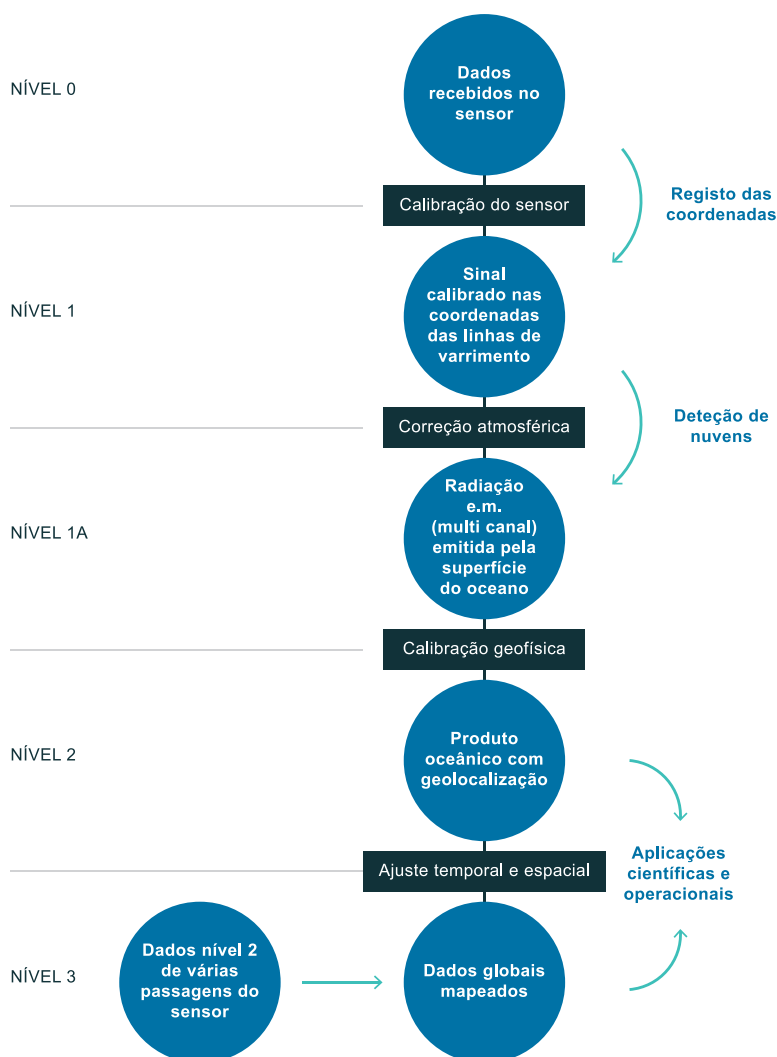 NÍVEL 0
Dados
recebidos no
sensor
Calibração do sensor
Registo das
coordenadas
NÍVEL 1
Sinal
calibrado nas
coordenadas
das linhas de
varrimento
Correção atmosférica
Deteção de
nuvens
NÍVEL 1A
Radiação
e.m.
(multi canal)
emitida pela
superfície
do oceano
Calibração geofísica
NÍVEL 2
Produto
oceânico com
geolocalização
Ajuste temporal e espacial
Aplicações
científicas e
operacionais
NÍVEL 3
Dados nível 2
de várias
passagens do
sensor
Dados globais
mapeados